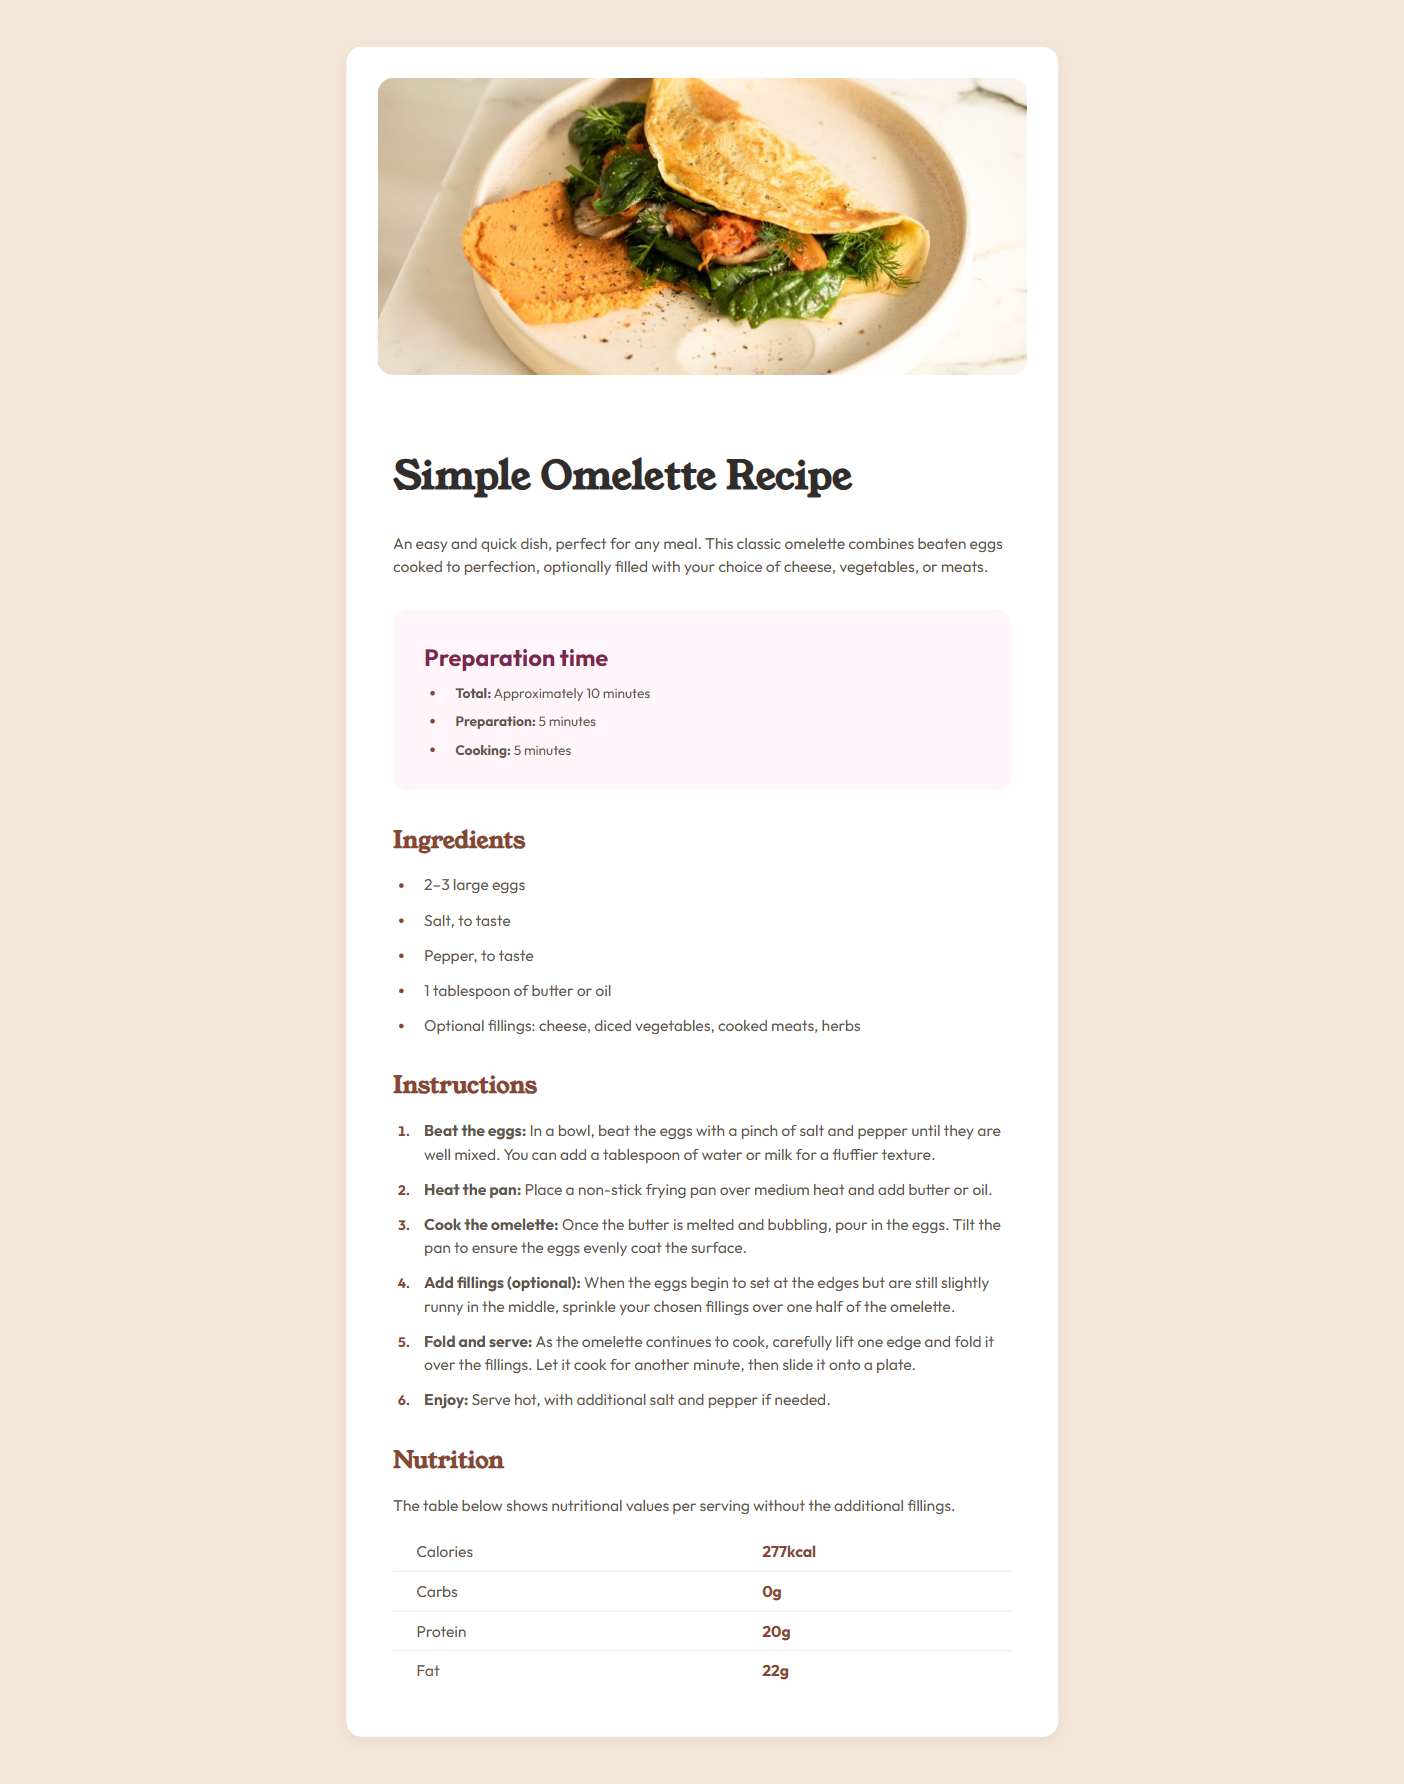 Simple Omelette Recipe
An easy and quick dish, perfect for any meal. This classic omelette combines beaten eggs
cooked to perfection, optionally filled with your choice of cheese, vegetables, or meats.
Preparation time
• Total: Approximately 10 minutes
• Preparation: 5 minutes
• Cooking: 5 minutes
Ingredients
• 2–3 large eggs
• Salt, to taste
• Pepper, to taste
• 1 tablespoon of butter or oil
• Optional fillings: cheese, diced vegetables, cooked meats, herbs
Instructions
1. Beat the eggs: In a bowl, beat the eggs with a pinch of salt and pepper until they are
well mixed. You can add a tablespoon of water or milk for a fluffier texture.
2. Heat the pan: Place a non-stick frying pan over medium heat and add butter or oil.
3. Cook the omelette: Once the butter is melted and bubbling, pour in the eggs. Tilt the
pan to ensure the eggs evenly coat the surface.
4. Add fillings (optional): When the eggs begin to set at the edges but are still slightly
runny in the middle, sprinkle your chosen fillings over one half of the omelette.
5. Fold and serve: As the omelette continues to cook, carefully lift one edge and fold it
over the fillings. Let it cook for another minute, then slide it onto a plate.
6. Enjoy: Serve hot, with additional salt and pepper if needed.
Nutrition
The table below shows nutritional values per serving without the additional fillings.
Calories 277kcal
Carbs 0g
Protein 20g
Fat 22g